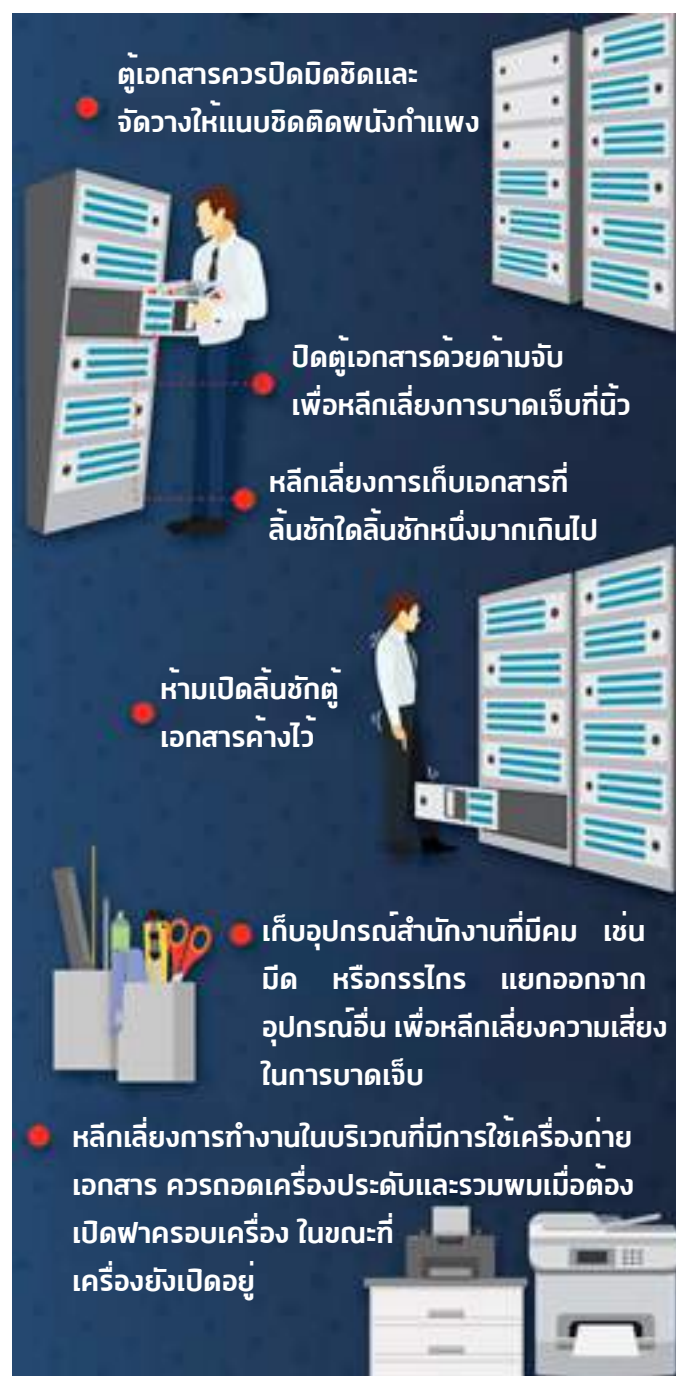 ตู้เอกสารควรปิดมิดชิดและ
จัดวางให้แนบชิดติดผนังกำแพง
ปิดตู้เอกสารด้วยด้ามจับ
เพื่อหลีกเลี่ยงการบาดเจ็บที่นิ้ว
หลีกเลี่ยงการเก็บเอกสารที่
ลิ้นชักใดลิ้นชักหนึ่งมากเกินไป
ห้ามเปิดลิ้นชักตู้
เอกสารค้างไว้
เก็บอุปกรณ์สำนักงานที่มีคม เช่น
มีด หรือกรรไกร แยกออกจาก
อุปกรณ์อื่น เพื่อหลีกเลี่ยงความเสี่ยง
ในการบาดเจ็บ
หลีกเลี่ยงการทำงานในบริเวณที่มีการใช้เครื่องถ่าย
เอกสาร ควรถอดเครื่องประดับและรวมผมเมื่อต้อง
เปิดฝาครอบเครื่อง ในขณะที่
เครื่องยังเปิดอยู่